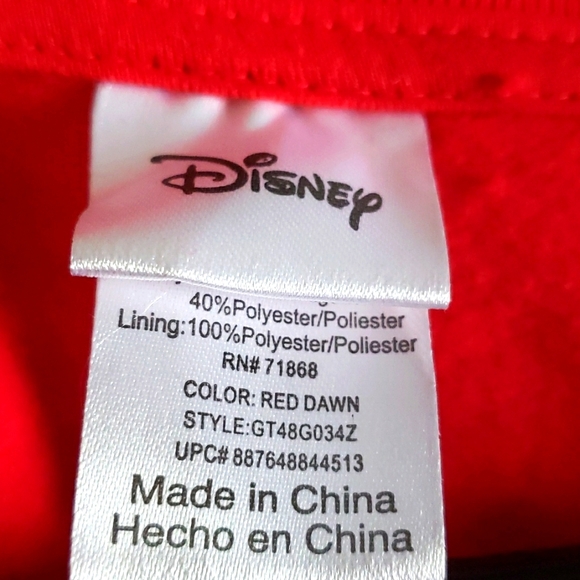 Disney
40%Polyester/Poliester
Lining:100%Polyester/Poliester
RN# 71868
COLOR: RED DAWN
STYLE:GT48G034Z
UPC# 887648844513
Made in China
Hecho en China